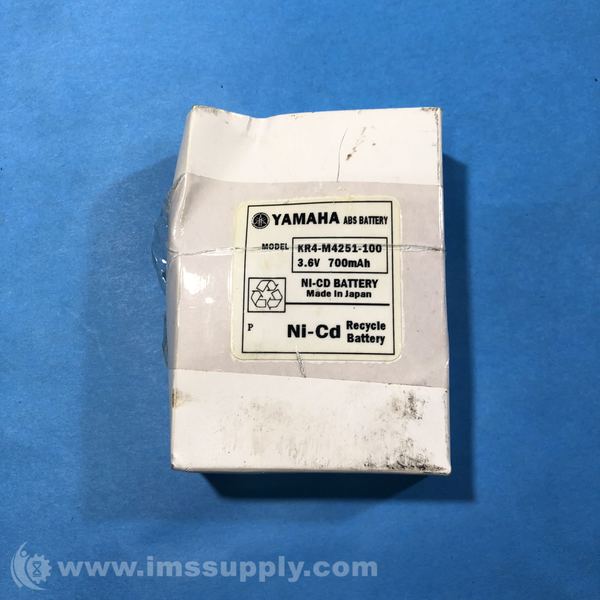 YAMAHA ABS BATTERY
MODEL KR4-M4251-100
3.6V 700mAh
NI-CD BATTERY
Made in Japan
P Ni-Cd Recycle Battery
www.imssupply.com